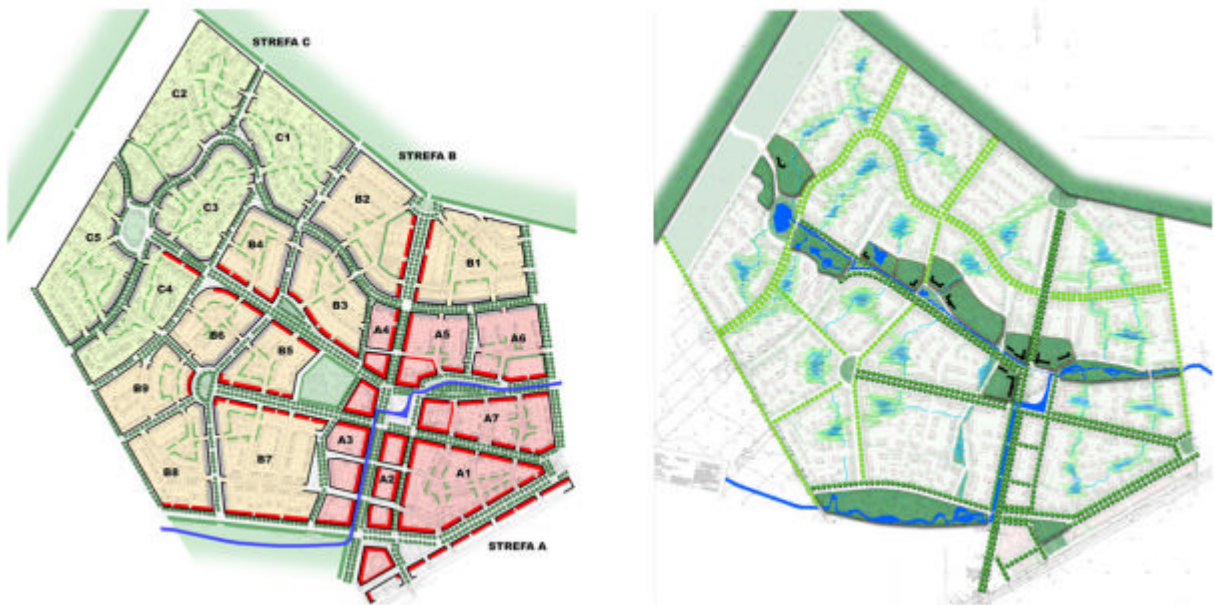 STREFA C
C2
C1
STREFA B
B2
C3
B4
C5
B1
B3
C4
A4
A5
A6
B6
B5
B9
A7
A3
B7
B8
A2
A1
STREFA A